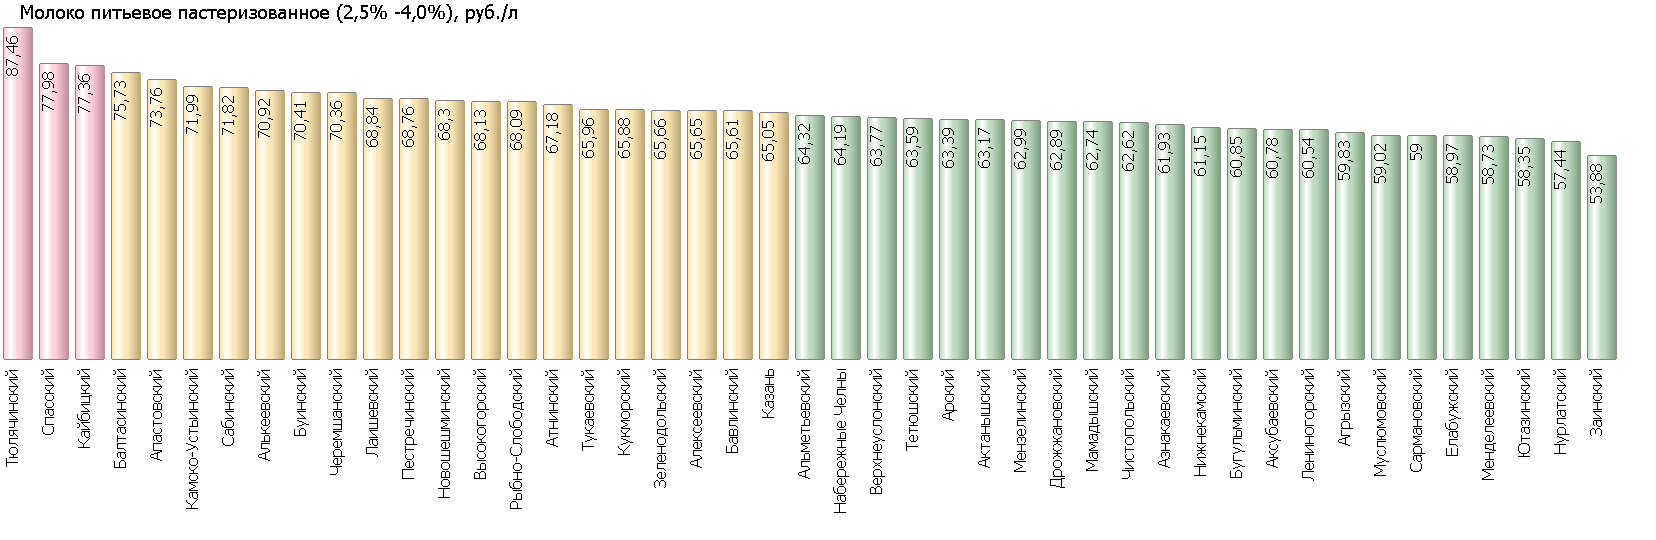 Молоко питьевое пастеризованное (2,5% -4,0%), руб./л
87,46
77,98
77,36
75,73
73,76
71,99
71,82
70,92
70,41
70,36
68,84
68,76
68,3
68,13
68,09
67,18
65,96
65,88
65,66
65,65
65,61
65,05
64,32
64,19
63,77
63,59
63,39
63,17
62,99
62,89
62,74
62,62
61,93
61,15
60,85
60,78
60,54
59,83
59,02
59
58,97
58,73
58,35
57,44
53,88
Тюлячинский
Спасский
Кайбицкий
Балтасинский
Апастовский
Камско-Устьинский
Сабинский
Алькеевский
Буинский
Черемшанский
Лаишевский
Пестречинский
Новошешминский
Высокогорский
Рыбно-Слободский
Атнинский
Тукаевский
Кукморский
Зеленодольский
Алексеевский
Бавлинский
Казань
Альметьевский
Набережные Челны
Верхнеуслонский
Тетюшский
Арский
Актанышский
Мензелинский
Дрожжановский
Мамадышский
Чистопольский
Азнакаевский
Нижнекамский
Бугульминский
Аксубаевский
Лениногорский
Агрызский
Муслюмовский
Сармановский
Елабужский
Менделеевский
Ютазинский
Нурлатский
Заинский